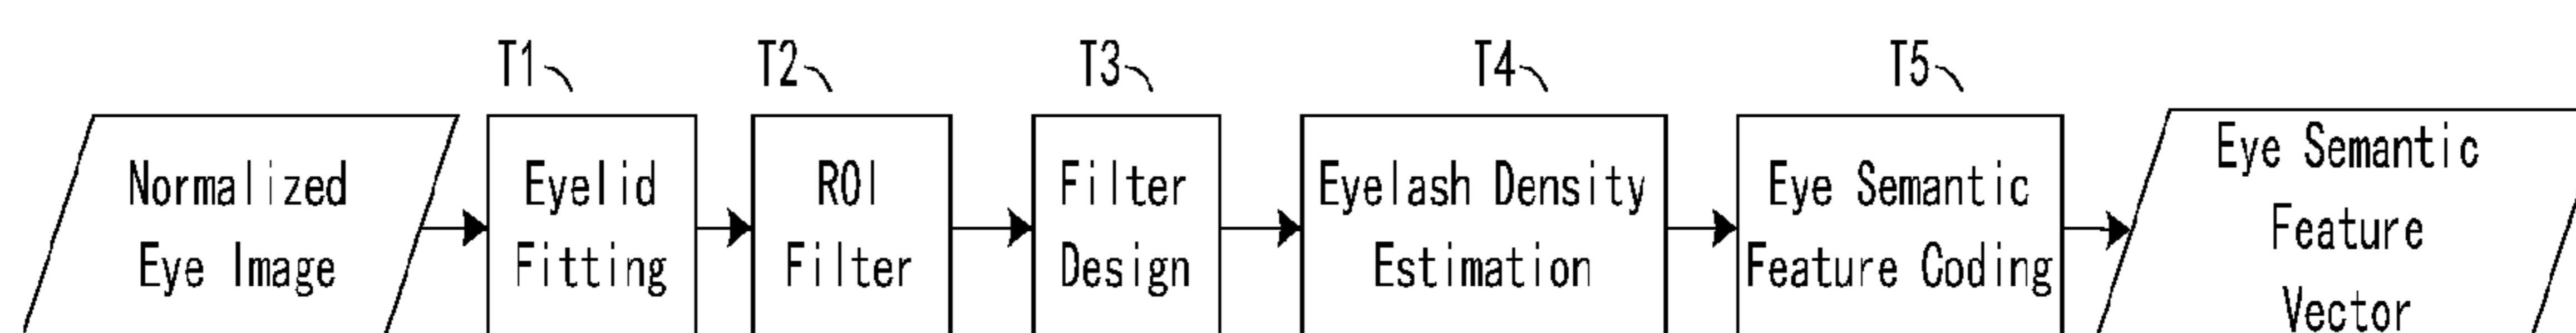 T1
T2
T3
T4
T5
Normalized
Eye Image
Eyelid
Fitting
ROI
Filter
Filter
Design
Eyelash Density
Estimation
Eye Semantic
Feature Coding
Eye Semantic
Feature
Vector